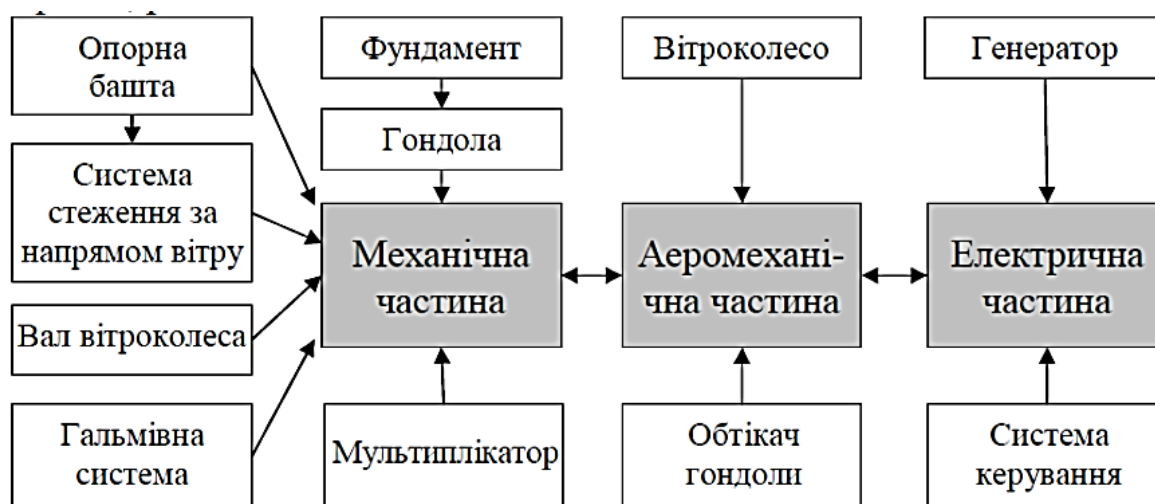 Опорна
башта
Фундамент
Вітроколесо
Генератор
Гондола
Система
стеження за
напрямом вітру
Механічна
частина
Аеромехані-
чна частина
Електрична
частина
Вал вітроколеса
Гальмівна
система
Мультиплікатор
Обтікач
гондоли
Система
керування